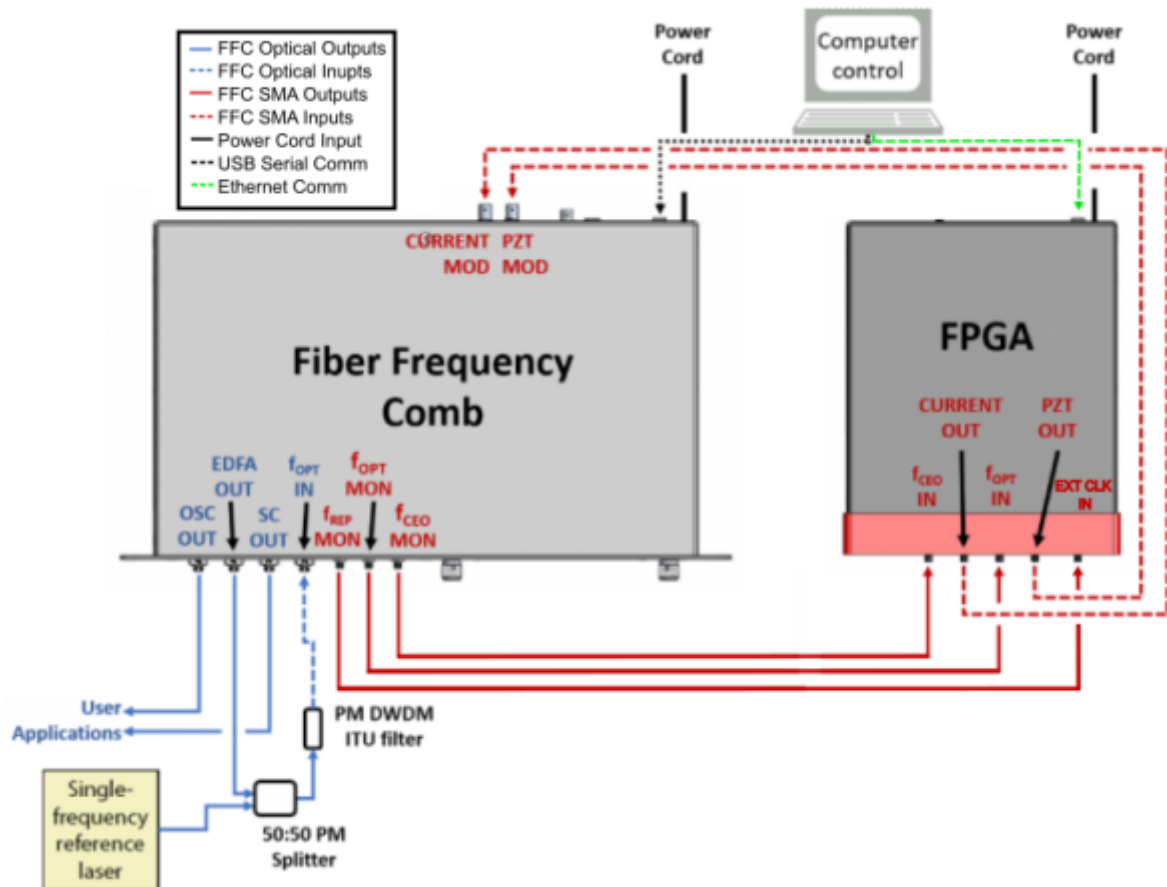 FFC Optical Outputs
FFC Optical Inupts
FFC SMA Outputs
FFC SMA Inputs
Power Cord Input
USB Serial Comm
Ethernet Comm
Power
Cord
Computer
control
Power
Cord
CURRENT
MOD
PZT
MOD
Fiber Frequency
Comb
FPGA
EDFA
OUT
fOPT
IN
fOPT
MON
OSC
OUT
SC
OUT
fREP
MON
fCEO
MON
CURRENT
OUT
PZT
OUT
fCEO
IN
fOPT
IN
EXT CLK
IN
User
Applications
PM DWDM
ITU filter
Single-
frequency
reference
laser
50:50 PM
Splitter